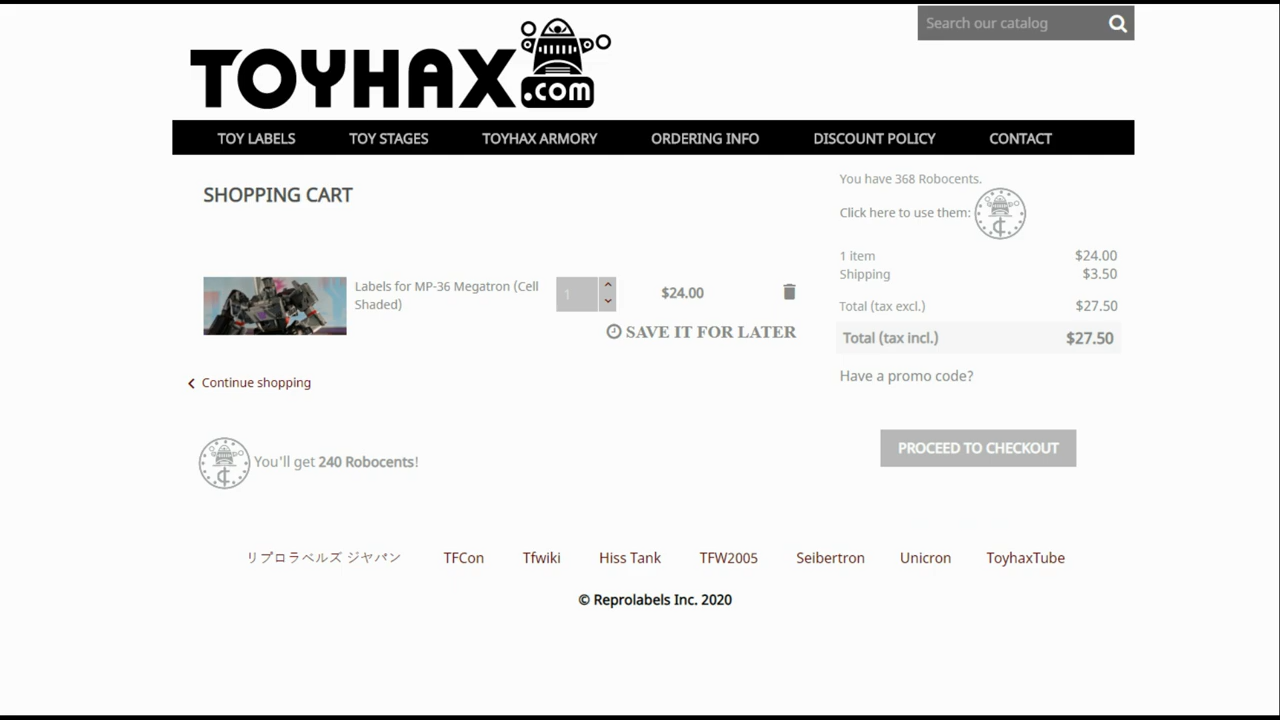 Search our catalog
TOYHAX
.com
TOY LABELS TOY STAGES TOYHAX ARMORY ORDERING INFO DISCOUNT POLICY CONTACT
SHOPPING CART
You have 368 Robocents.
Click here to use them:
1 item $24.00
Shipping $3.50
Total (tax excl.) $27.50
Total (tax incl.) $27.50
Have a promo code?
PROCEED TO CHECKOUT
Labels for MP-36 Megatron (Cell
Shaded)
1
$24.00
SAVE IT FOR LATER
Continue shopping
You'll get 240 Robocents!
リプロラベルズ ジャパン TFCon Tfwiki Hiss Tank TFW2005 Seibertron Unicron ToyhaxTube
© Reprolabels Inc. 2020